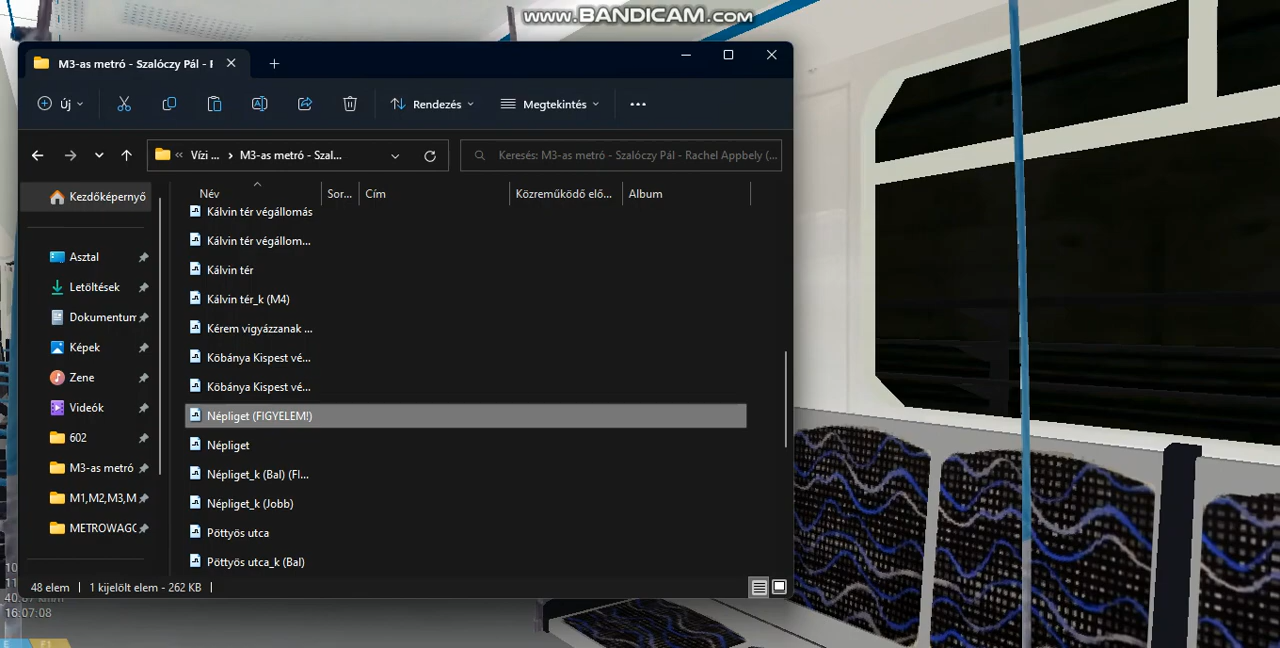 www.BANDICAM.com
M3-as metró - Szalóczy Pál - F
Új
Rendezés
Megtekintés
Vízi ... › M3-as metró - Szal...
Keresés: M3-as metró - Szalóczy Pál - Rachel Appbely (...
Kezdőképernyő
Asztal
Letöltések
Dokumentum
Képek
Zene
Videók
602
M3-as metró
M1,M2,M3,M
METROWAGO
Név
Sor...
Cím
Közreműködő elő...
Album
Kálvin tér végállomás
Kálvin tér végállom...
Kálvin tér
Kálvin tér_k (M4)
Kérem vigyázzanak ...
Kőbánya Kispest vé...
Kőbánya Kispest vé...
Népliget (FIGYELEM!)
Népliget
Népliget_k (Bal) (FI...
Népliget_k (Jobb)
Pöttyös utca
Pöttyös utca_k (Bal)
48 elem
1 kijelölt elem - 262 KB
16:07:08